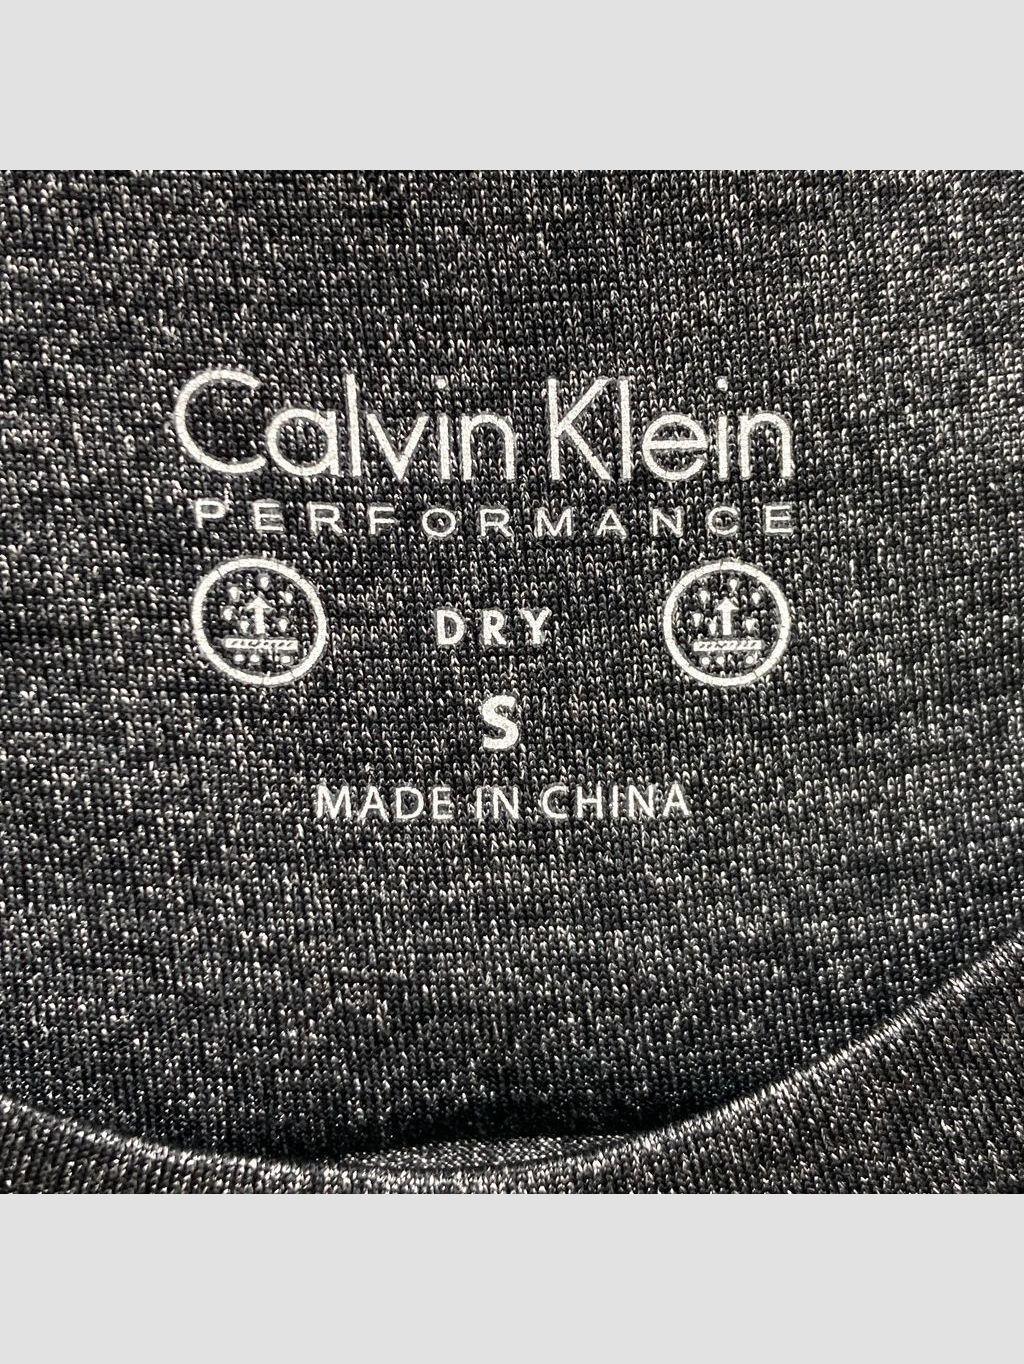 Calvin Klein
PERFORMANCE
DRY
S
MADE IN CHINA